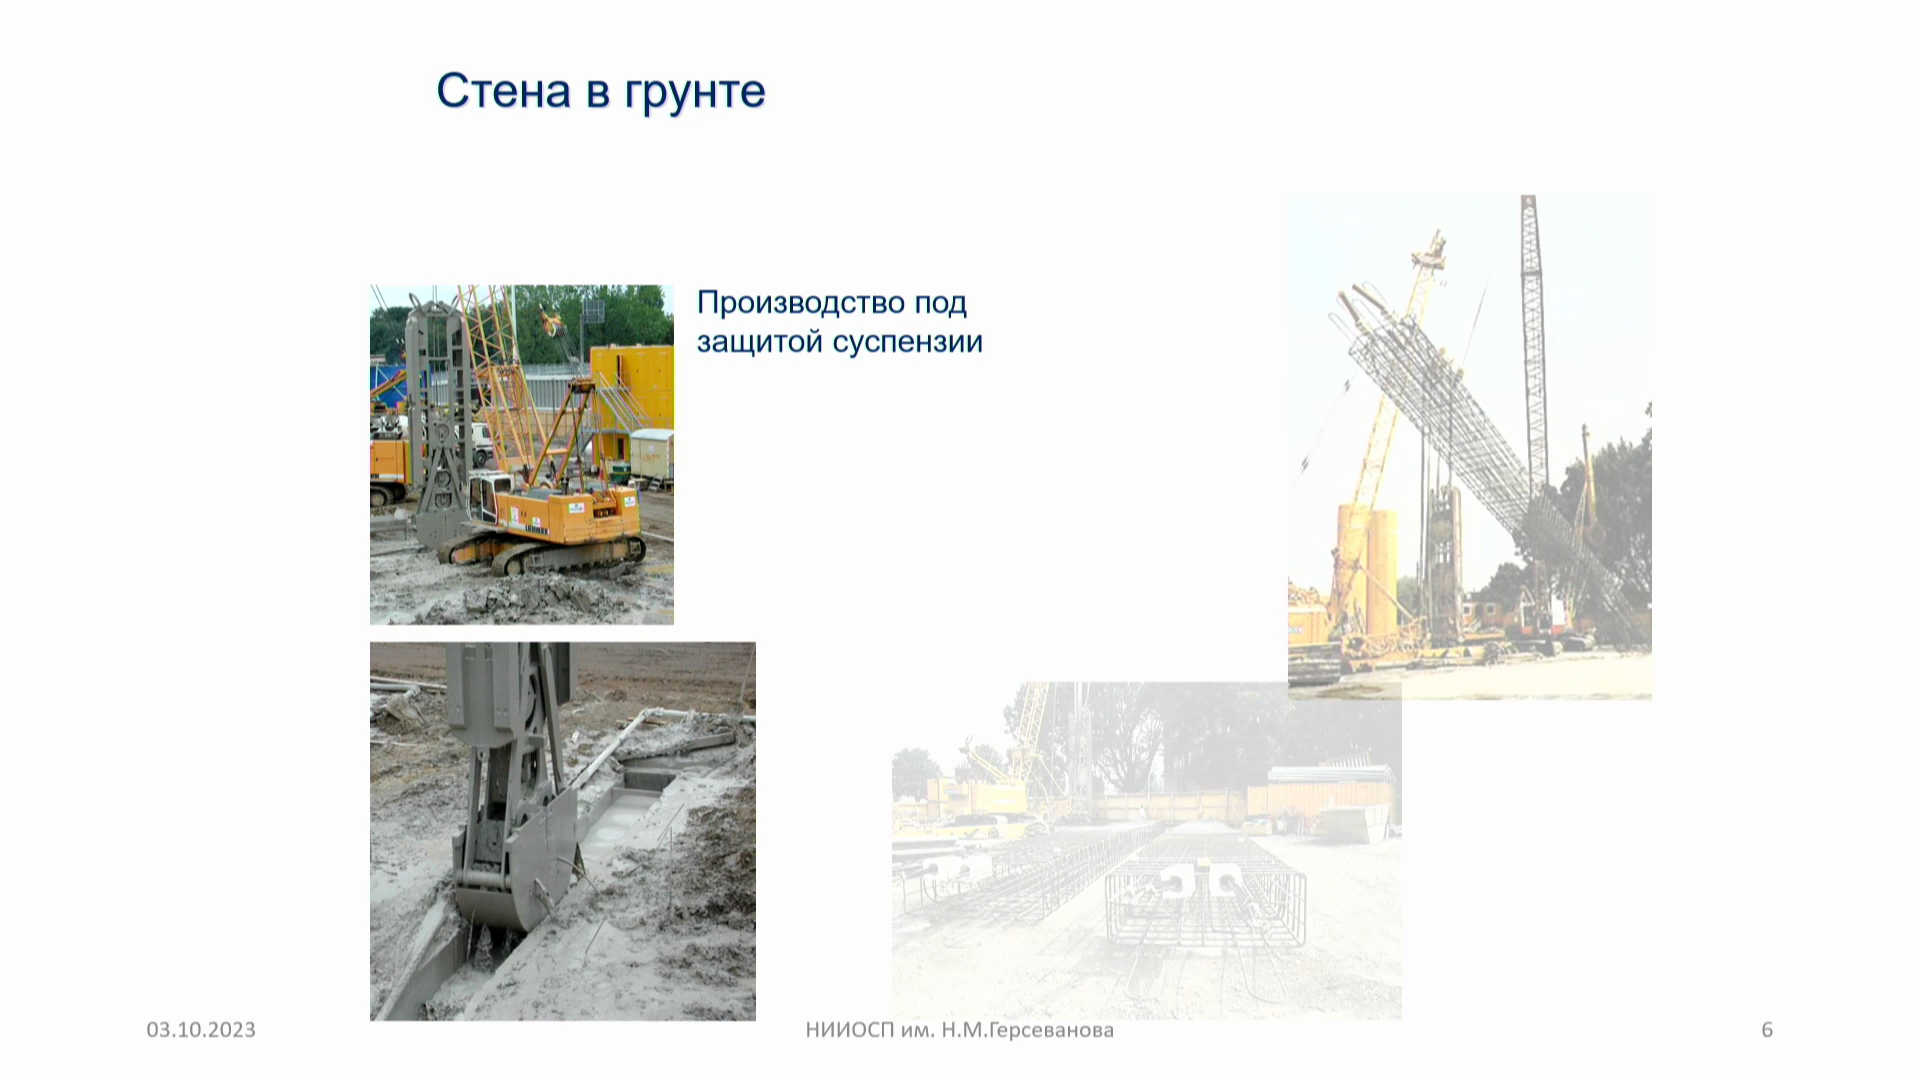 Стена в грунте
Производство под
защитой суспензии
03.10.2023
НИИОСП им. Н.М.Герсеванова
6